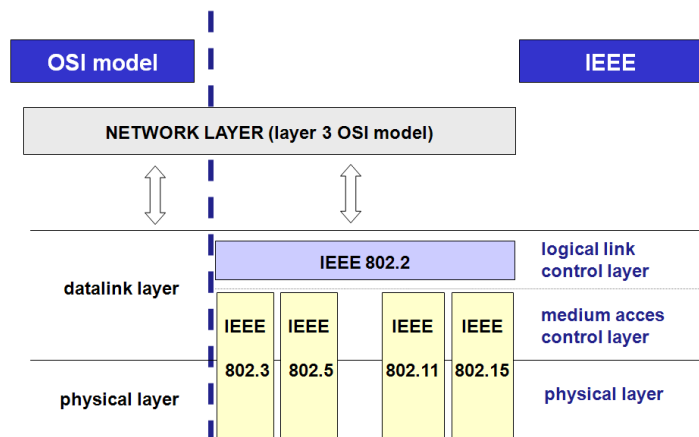 OSI model
IEEE
NETWORK LAYER (layer 3 OSI model)
IEEE 802.2
logical link
control layer
datalink layer
IEEE
IEEE
IEEE
IEEE
medium acces
control layer
802.3
802.5
802.11
802.15
physical layer
physical layer